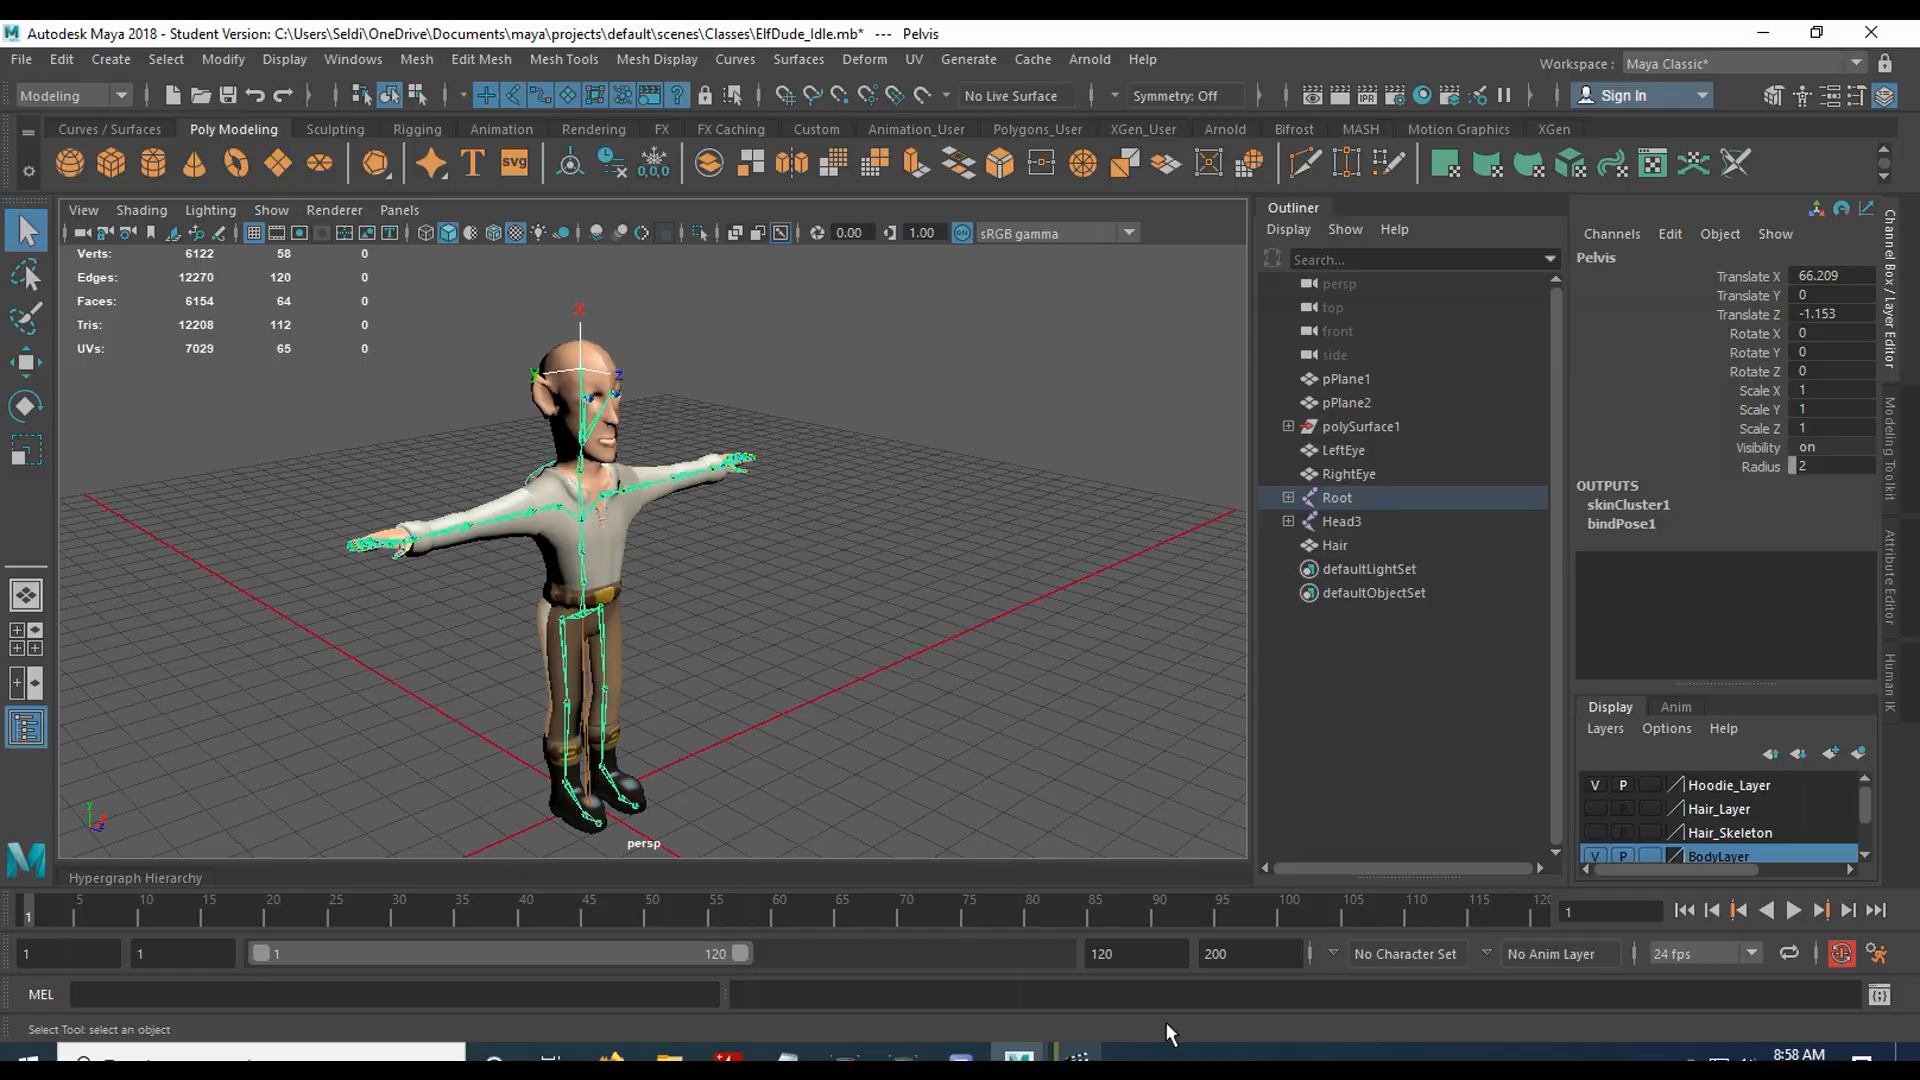 Autodesk Maya 2018 - Student Version: C:\Users\Seldi\OneDrive\Documents\maya\projects\default\scenes\Classes\ElfDude_Idle.mb* --- Pelvis
File Edit Create Select Modify Display Windows Mesh Edit Mesh Mesh Tools Mesh Display Curves Surfaces Deform UV Generate Cache Arnold Help
Workspace : Maya Classic*
Modeling No Live Surface Symmetry: Off Sign In
Curves / Surfaces Poly Modeling Sculpting Rigging Animation Rendering FX FX Caching Custom Animation_User Polygons_User XGen_User Arnold Bifrost MASH Motion Graphics XGen
T svg 0,0,0
View Shading Lighting Show Renderer Panels
0.00 1.00 sRGB gamma
Verts: 6122 58 0
Edges: 12270 120 0
Faces: 6154 64 0
Tris: 12208 112 0
UVs: 7029 65 0
X
Y Z
persp
Hypergraph Hierarchy
Outliner
Display Show Help
Search...
persp
top
front
side
pPlane1
pPlane2
polySurface1
LeftEye
RightEye
Root
Head3
Hair
defaultLightSet
defaultObjectSet
Channels Edit Object Show
Pelvis
Translate X 66.209
Translate Y 0
Translate Z -1.153
Rotate X 0
Rotate Y 0
Rotate Z 0
Scale X 1
Scale Y 1
Scale Z 1
Visibility on
Radius 2
OUTPUTS
skinCluster1
bindPose1
Display Anim
Layers Options Help
V P Hoodie_Layer
P Hair_Layer
P Hair_Skeleton
V P BodyLayer
Channel Box / Layer Editor
Modeling Toolkit
Attribute Editor
Human IK
1 5 10 15 20 25 30 35 40 45 50 55 60 65 70 75 80 85 90 95 100 105 110 115 120 1
1 1 1 120 120 200 No Character Set No Anim Layer 24 fps
MEL
Select Tool: select an object
8:58 AM